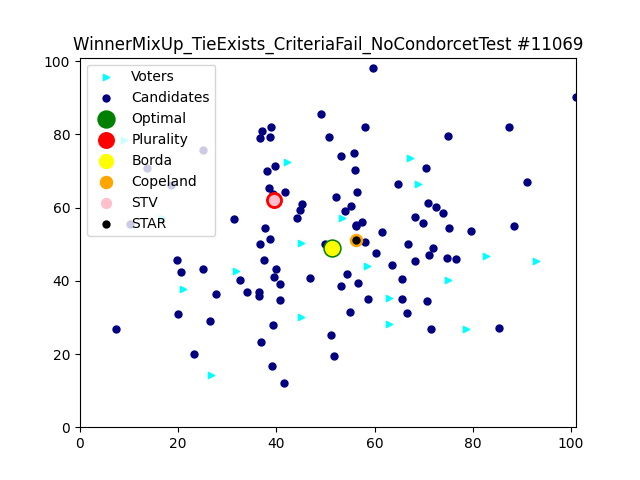 WinnerMixUp_TieExists_CriteriaFail_NoCondorcetTest #11069
100
80
60
40
20
0
Voters
Candidates
Optimal
Plurality
Borda
Copeland
STV
STAR
0 20 40 60 80 100